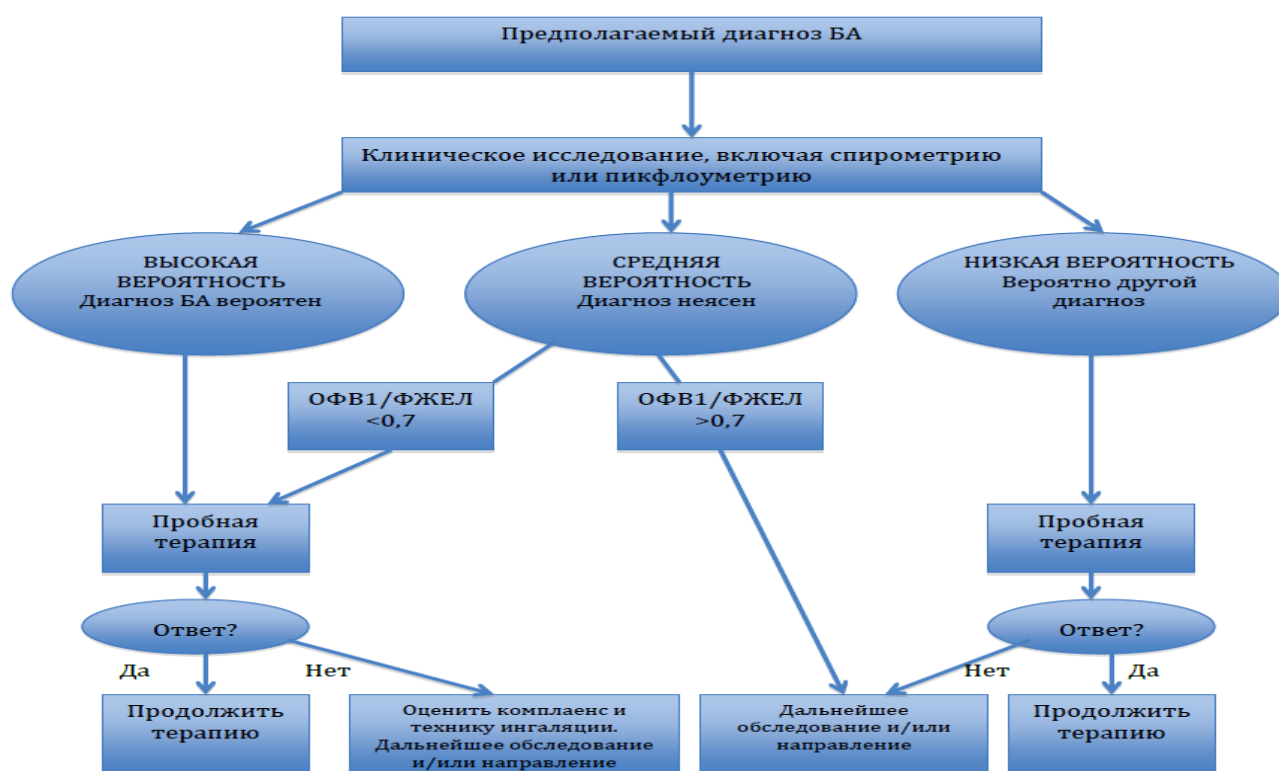 Предполагаемый диагноз БА
Клиническое исследование, включая спирометрию
или пикфлоуметрию
ВЫСОКАЯ
ВЕРОЯТНОСТЬ
Диагноз БА вероятен
СРЕДНЯЯ
ВЕРОЯТНОСТЬ
Диагноз неясен
НИЗКАЯ ВЕРОЯТНОСТЬ
Вероятно другой
диагноз
ОФВ1/ФЖЕЛ
<0,7
ОФВ1/ФЖЕЛ
>0,7
Пробная
терапия
Пробная
терапия
Ответ?
Ответ?
Да
Нет
Нет
Да
Продолжить
терапию
Оценить комплаенс и
технику ингаляции.
Дальнейшее обследование
и/или направление
Дальнейшее
обследование и/или
направление
Продолжить
терапию